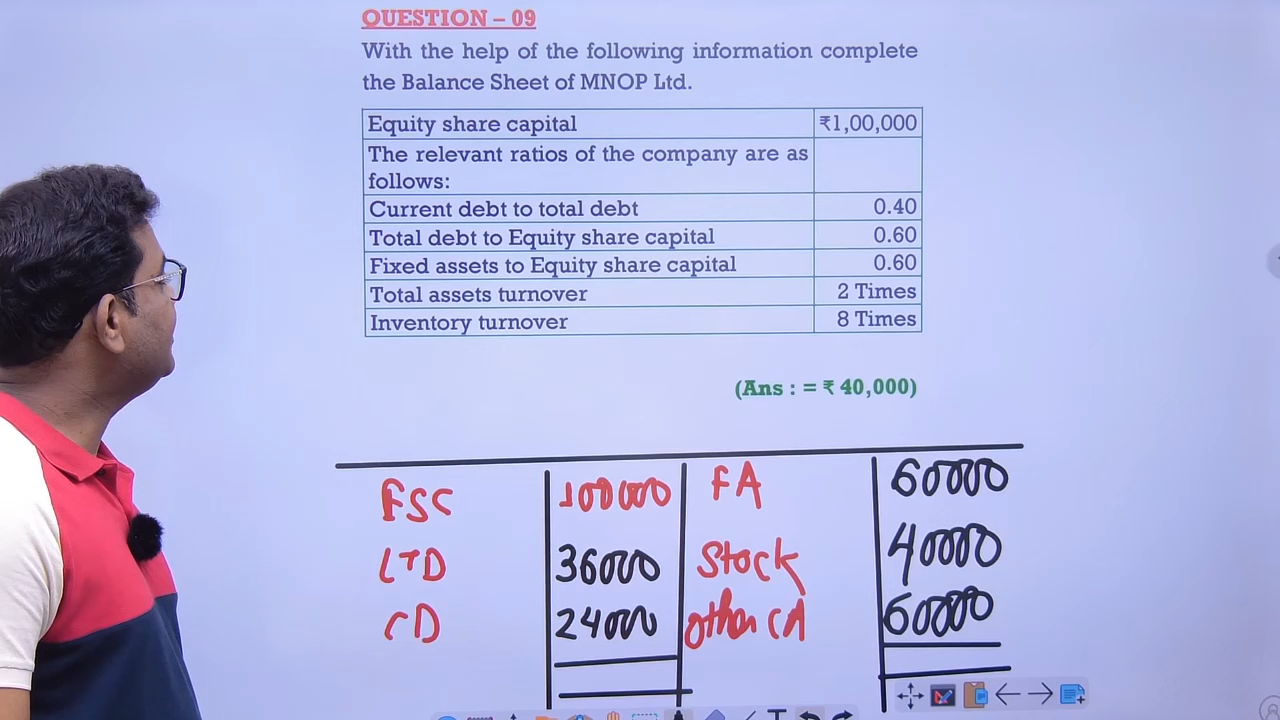 QUESTION – 09
With the help of the following information complete
the Balance Sheet of MNOP Ltd.
Equity share capital ₹1,00,000
The relevant ratios of the company are as
follows:
Current debt to total debt 0.40
Total debt to Equity share capital 0.60
Fixed assets to Equity share capital 0.60
Total assets turnover 2 Times
Inventory turnover 8 Times
(Ans : = ₹ 40,000)
ESC 100000 FA 60000
LTD 36000 Stock 40000
CD 24000 other CA 60000